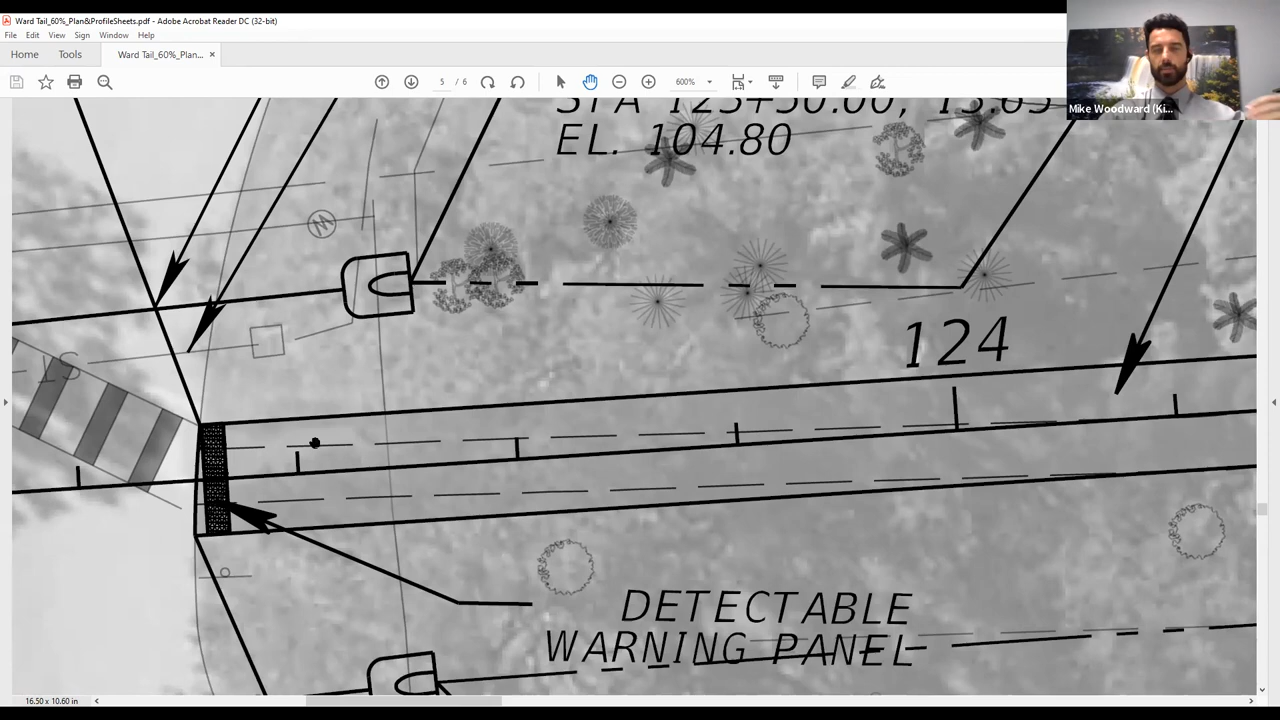 Ward Tail_60%_Plan&ProfileSheets.pdf - Adobe Acrobat Reader DC (32-bit)
File Edit View Sign Window Help
Home Tools Ward Tail_60%_Plan... ×
5 / 6 600%
Mike Woodward (Ki...
EL. 104.80
W
124
DETECTABLE
WARNING PANEL
16.50 x 10.60 in